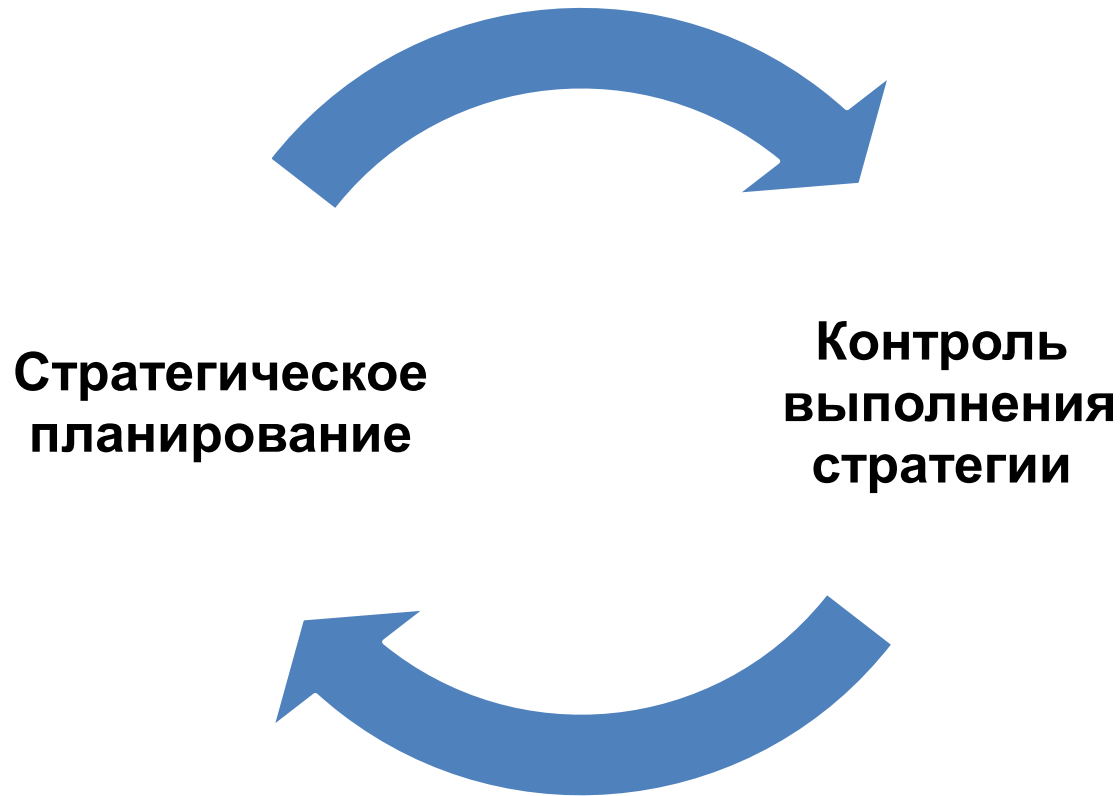 Стратегическое
планирование
Контроль
выполнения
стратегии